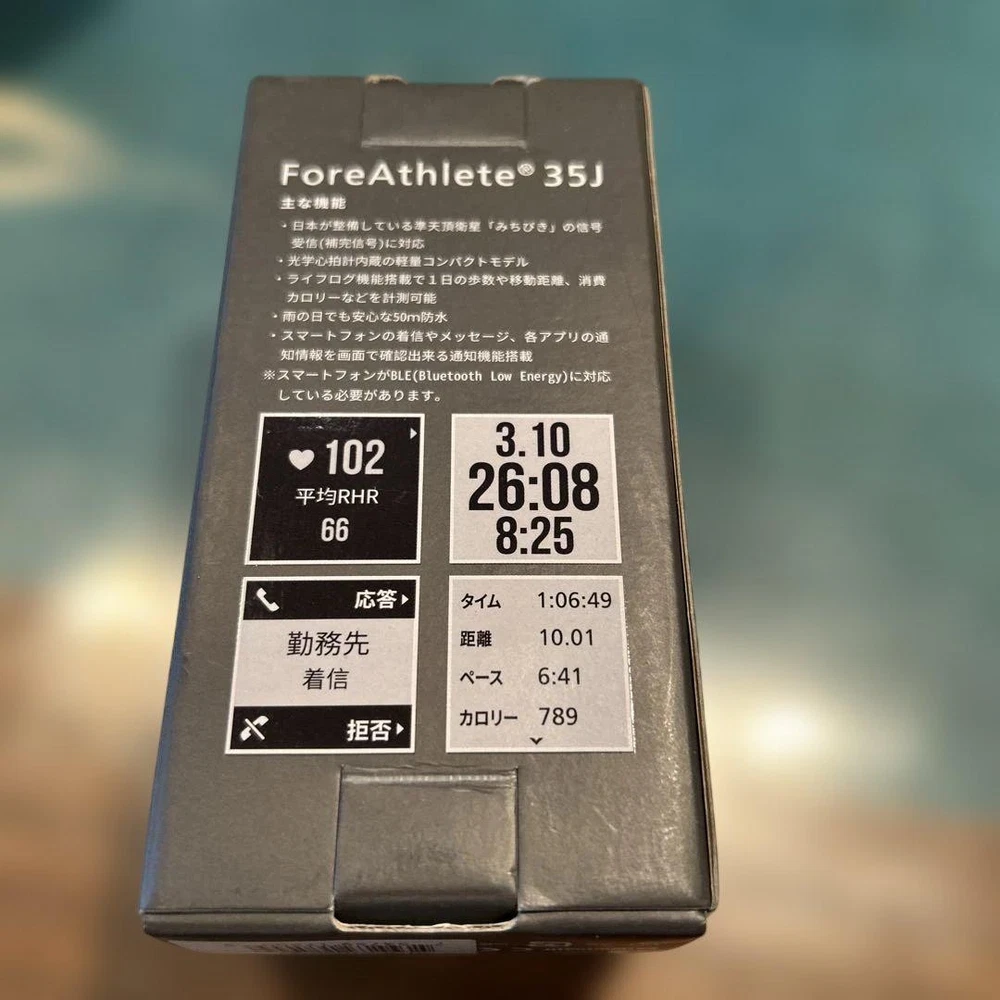 ForeAthlete® 35J
主な機能
・日本が整備している準天頂衛星「みちびき」の信号
受信(補完信号)に対応
・光学心拍計内蔵の軽量コンパクトモデル
・ライフログ機能搭載で1日の歩数や移動距離、消費
カロリーなどを計測可能
・雨の日でも安心な50m防水
・スマートフォンの着信やメッセージ、各アプリの通
知情報を画面で確認出来る通知機能搭載
※スマートフォンがBLE(Bluetooth Low Energy)に対応
している必要があります。
102
平均RHR
66
3.10
26:08
8:25
応答
勤務先
着信
拒否
タイム 1:06:49
距離 10.01
ペース 6:41
カロリー 789